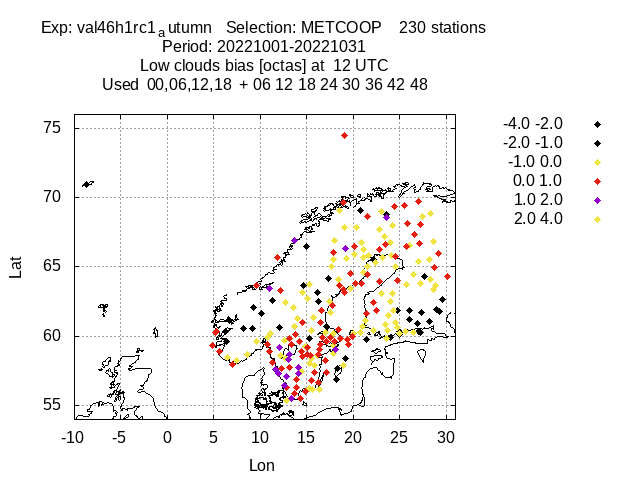 Exp: val46h1rc1autumn Selection: METCOOP 230 stations
Period: 20221001-20221031
Low clouds bias [octas] at 12 UTC
Used 00,06,12,18 + 06 12 18 24 30 36 42 48
-4.0 -2.0
-2.0 -1.0
-1.0 0.0
0.0 1.0
1.0 2.0
2.0 4.0
75
70
65
60
55
Lat
-10 -5 0 5 10 15 20 25 30
Lon